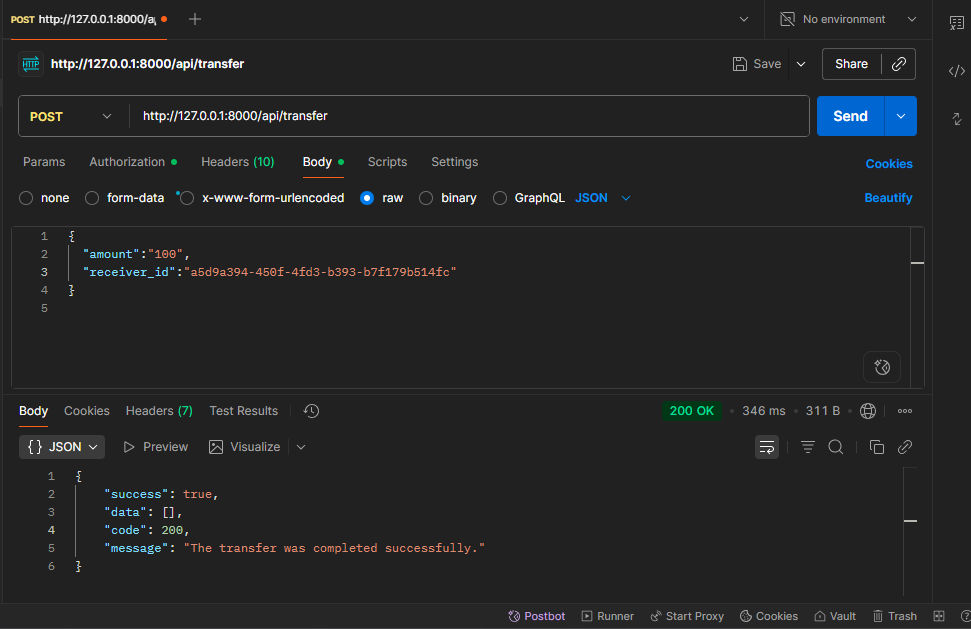 POST http://127.0.0.1:8000/a
No environment
HTTP http://127.0.0.1:8000/api/transfer
Save
Share
POST
http://127.0.0.1:8000/api/transfer
Send
Params Authorization Headers (10) Body Scripts Settings
Cookies
none form-data x-www-form-urlencoded raw binary GraphQL JSON
Beautify
1 {
2 "amount":"100",
3 "receiver_id":"a5d9a394-450f-4fd3-b393-b7f179b514fc"
4 }
5
Body Cookies Headers (7) Test Results
200 OK • 346 ms • 311 B
{} JSON Preview Visualize
1 {
2 "success": true,
3 "data": [],
4 "code": 200,
5 "message": "The transfer was completed successfully."
6 }
Postbot Runner Start Proxy Cookies Vault Trash